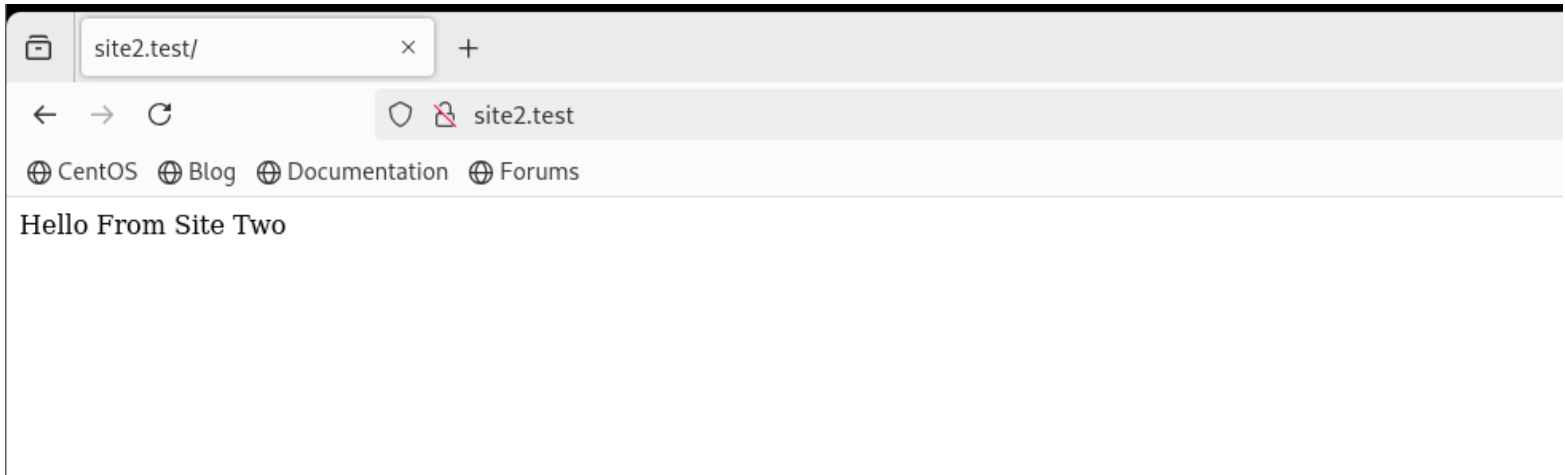 site2.test/
site2.test
CentOS Blog Documentation Forums
Hello From Site Two